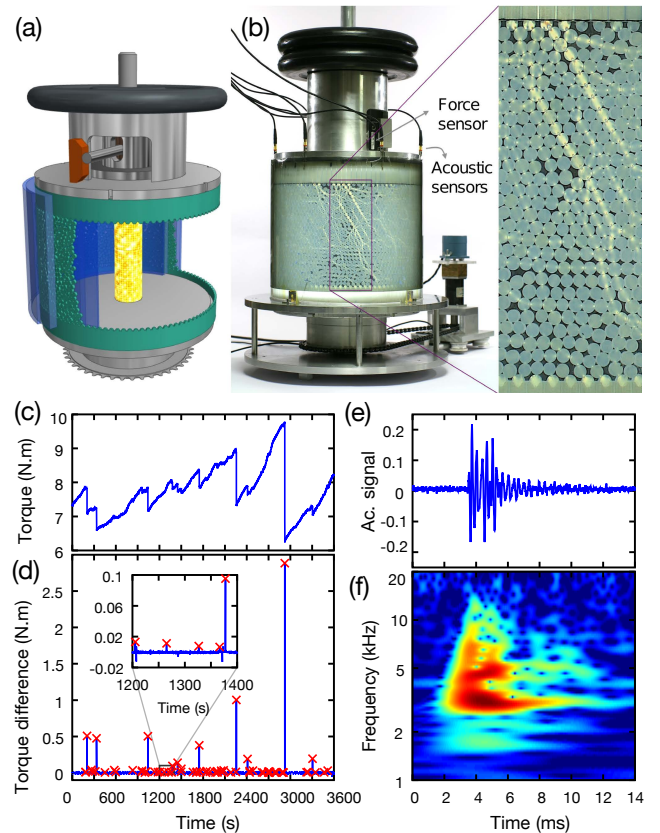 (a)
(b)
Force
sensor
Acoustic
sensors
(c)
Torque (N.m)
10
9
8
7
6
(d)
Torque difference (N.m)
2.5
2
1.5
1
0.5
0
0.1
0.06
0.02
-0.02
1200 1300 1400
Time (s)
0 600 1200 1800 2400 3000 3600
Time (s)
(e)
Ac. signal
0.2
0.1
0
-0.1
-0.2
(f)
Frequency (kHz)
20
10
5
2
1
0 2 4 6 8 10 12 14
Time (ms)